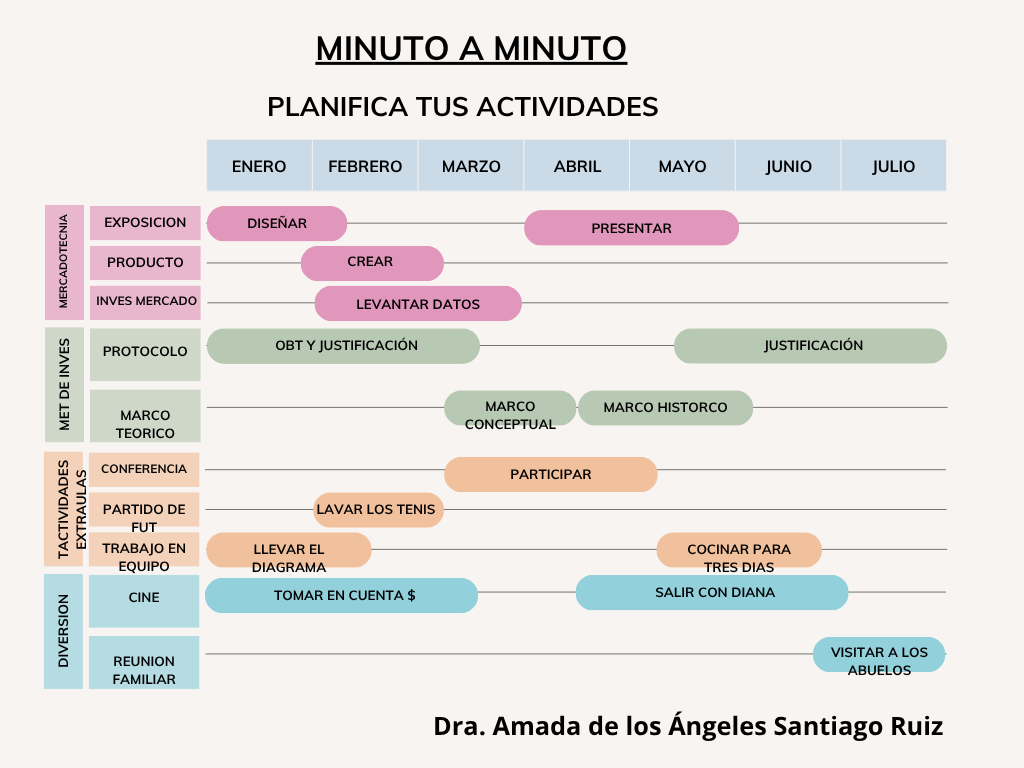 MINUTO A MINUTO
PLANIFICA TUS ACTIVIDADES
ENERO FEBRERO MARZO ABRIL MAYO JUNIO JULIO
MERCADOTECNIA
EXPOSICION DISEÑAR PRESENTAR
PRODUCTO CREAR
INVES MERCADO LEVANTAR DATOS
MET DE INVES
PROTOCOLO OBT Y JUSTIFICACIÓN JUSTIFICACIÓN
MARCO
TEORICO
MARCO
CONCEPTUAL
MARCO HISTORCO
TACTIVIDADES
EXTRAULAS
CONFERENCIA PARTICIPAR
PARTIDO DE
FUT
LAVAR LOS TENIS
TRABAJO EN
EQUIPO
LLEVAR EL
DIAGRAMA
COCINAR PARA
TRES DIAS
DIVERSION
CINE TOMAR EN CUENTA $ SALIR CON DIANA
REUNION
FAMILIAR
VISITAR A LOS
ABUELOS
Dra. Amada de los Ángeles Santiago Ruiz